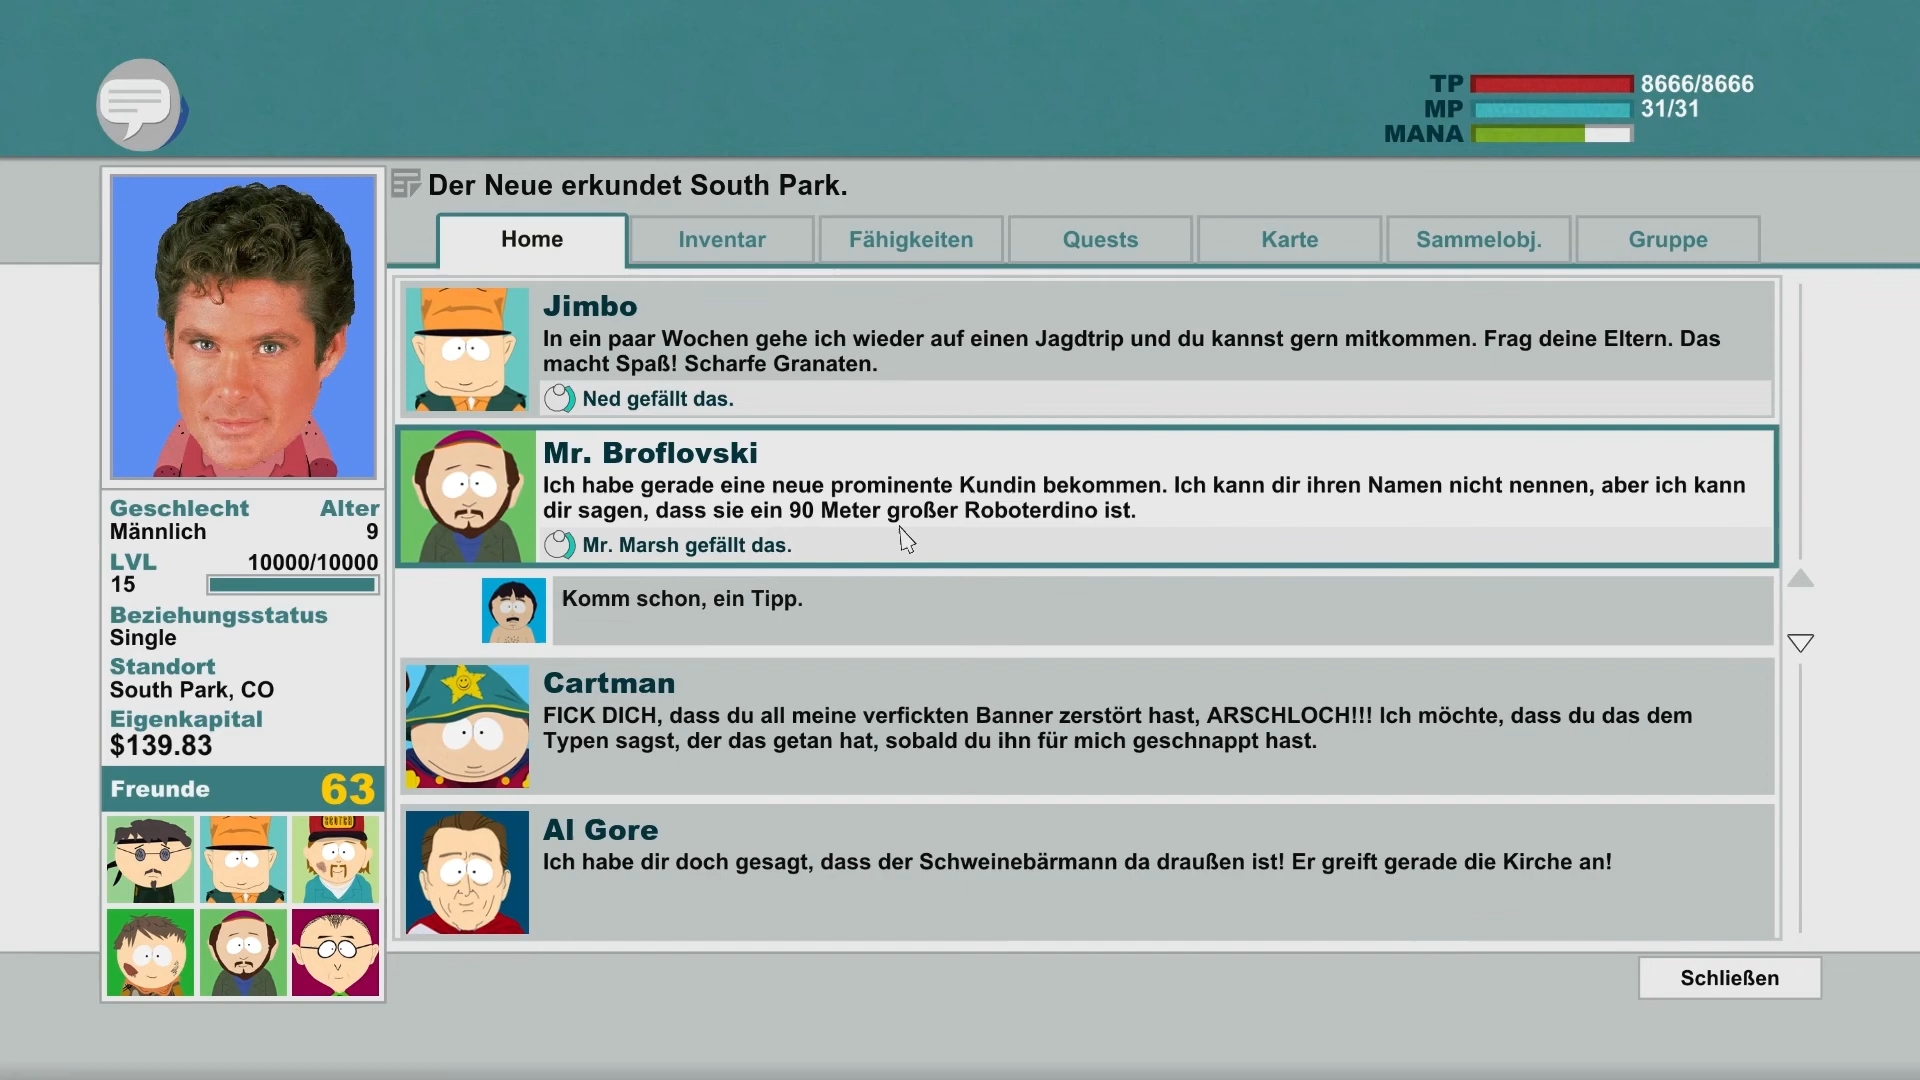 TP 8666/8666
MP 31/31
MANA
Der Neue erkundet South Park.
Home
Inventar
Fähigkeiten
Quests
Karte
Sammelobj.
Gruppe
Geschlecht Alter
Männlich 9
LVL 10000/10000
15
Beziehungsstatus
Single
Standort
South Park, CO
Eigenkapital
$139.83
Freunde 63
Jimbo
In ein paar Wochen gehe ich wieder auf einen Jagdtrip und du kannst gern mitkommen. Frag deine Eltern. Das
macht Spaß! Scharfe Granaten.
Ned gefällt das.
Mr. Broflovski
Ich habe gerade eine neue prominente Kundin bekommen. Ich kann dir ihren Namen nicht nennen, aber ich kann
dir sagen, dass sie ein 90 Meter großer Roboterdino ist.
Mr. Marsh gefällt das.
Komm schon, ein Tipp.
Cartman
FICK DICH, dass du all meine verfickten Banner zerstört hast, ARSCHLOCH!!! Ich möchte, dass du das dem
Typen sagst, der das getan hat, sobald du ihn für mich geschnappt hast.
Al Gore
Ich habe dir doch gesagt, dass der Schweinebärmann da draußen ist! Er greift gerade die Kirche an!
Schließen